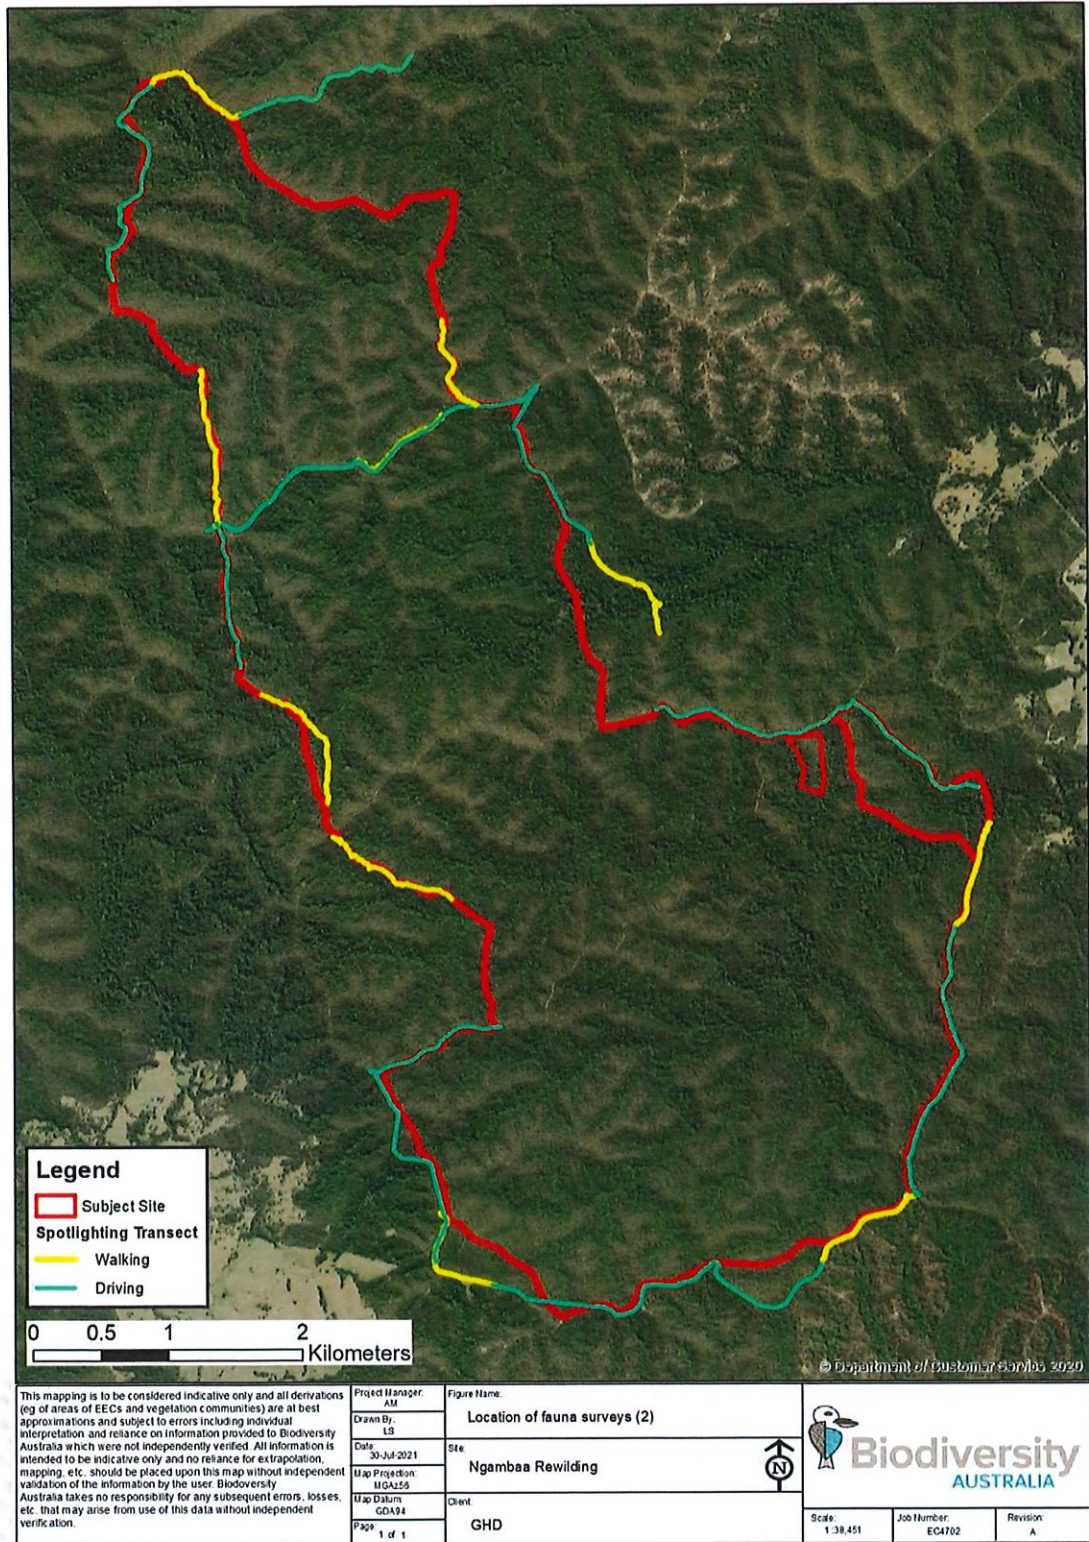 Legend
Subject Site
Spotlighting Transect
Walking
Driving
0 0.5 1 2
Kilometers
© Department of Customer Service 2020
This mapping is to be considered indicative only and all derivations
(eg of areas of EECs and vegetation communities) are at best
approximations and subject to errors including individual
interpretation and reliance on information provided to Biodiversity
Australia which were not independently verified. All information is
intended to be indicative only and no reliance for extrapolation,
mapping, etc. should be placed upon this map without independent
validation of the information by the user. Biodoversity
Australia takes no responsibility for any subsequent errors, losses,
etc. that may arise from use of this data without independent
verification.
Project Manager:
AM
Drawn By:
LS
Date:
30-Jul-2021
Map Projection:
MGAz56
Map Datum:
GDA94
Page:
1 of 1
Figure Name:
Location of fauna surveys (2)
Site:
Ngambaa Rewilding
N
Client:
GHD
Biodiversity
AUSTRALIA
Scale:
1:38,451
Job Number:
EC4702
Revision:
A